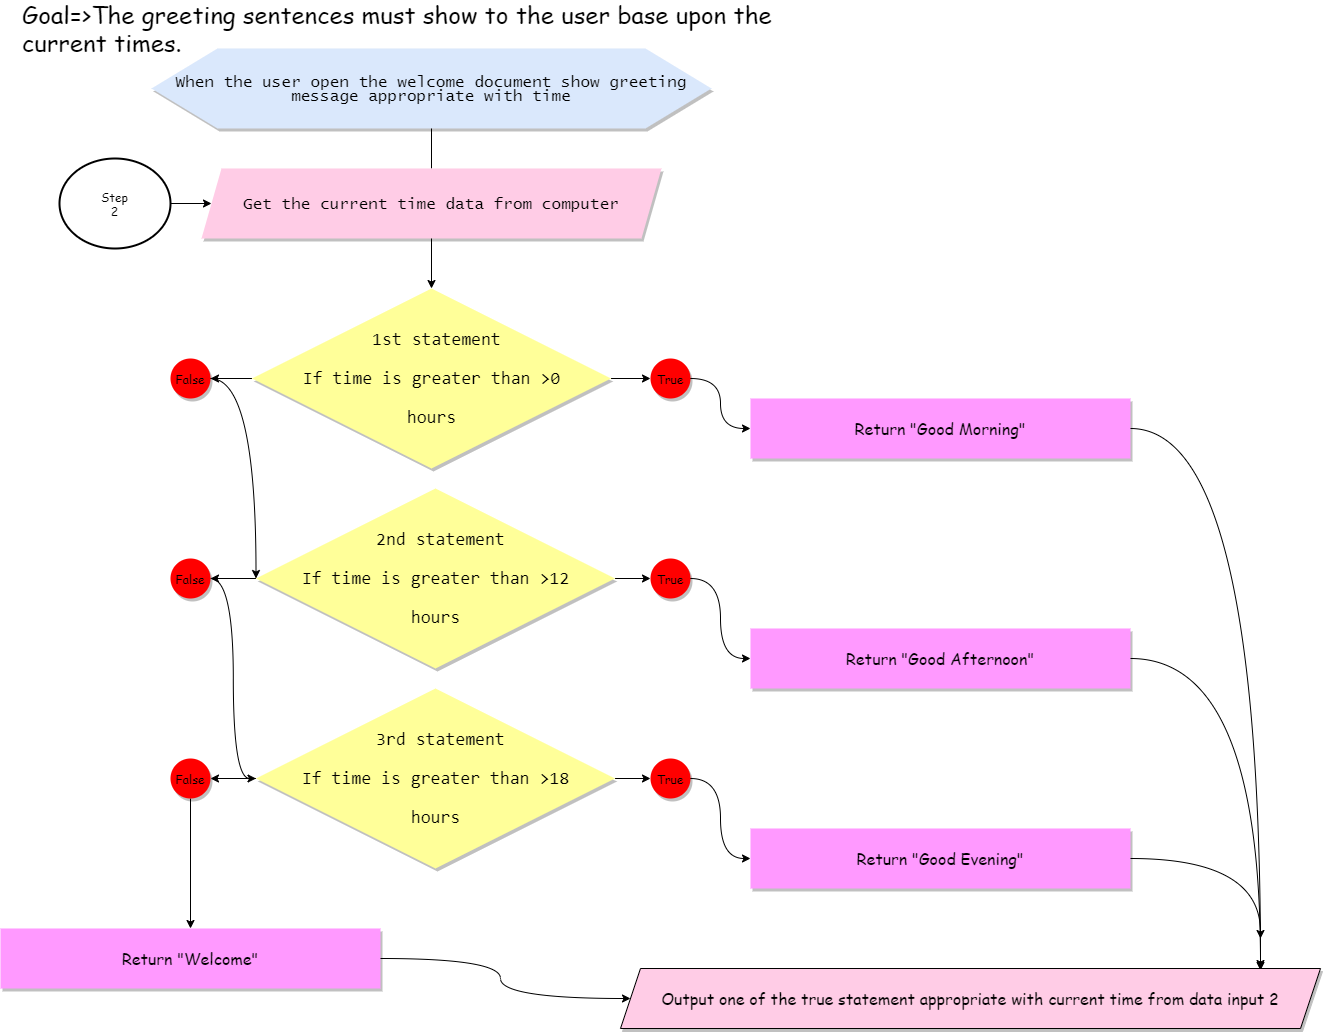 Goal=>The greeting sentences must show to the user base upon the
current times.
When the user open the welcome document show greeting
message appropriate with time
Step
2
Get the current time data from computer
1st statement
If time is greater than >0
hours
False
True
Return "Good Morning"
2nd statement
If time is greater than >12
hours
False
True
Return "Good Afternoon"
3rd statement
If time is greater than >18
hours
False
True
Return "Good Evening"
Return "Welcome"
Output one of the true statement appropriate with current time from data input 2